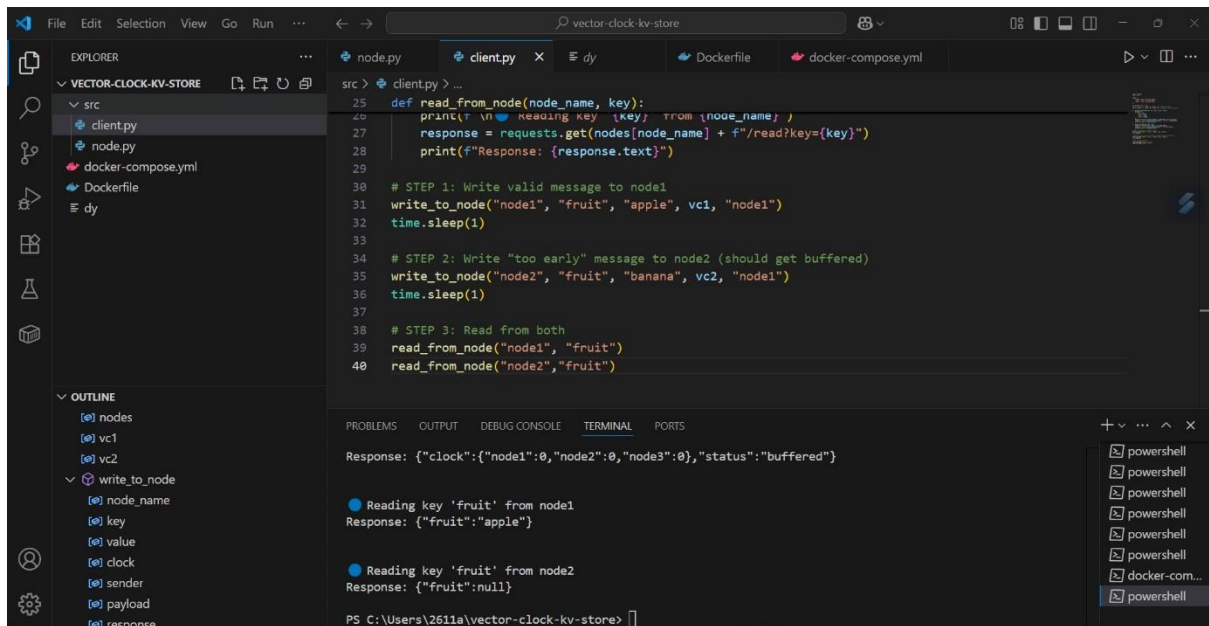 File Edit Selection View Go Run ··· vector-clock-kv-store
EXPLORER
VECTOR-CLOCK-KV-STORE
src
client.py
node.py
docker-compose.yml
Dockerfile
dy
OUTLINE
nodes
vc1
vc2
write_to_node
node_name
key
value
clock
sender
payload
response
node.py client.py dy Dockerfile docker-compose.yml
src > client.py > ...
25 def read_from_node(node_name, key):
26 print(f"\n🔵 Reading key '{key}' from {node_name}")
27 response = requests.get(nodes[node_name] + f"/read?key={key}")
28 print(f"Response: {response.text}")
29
30 # STEP 1: Write valid message to node1
31 write_to_node("node1", "fruit", "apple", vc1, "node1")
32 time.sleep(1)
33
34 # STEP 2: Write "too early" message to node2 (should get buffered)
35 write_to_node("node2", "fruit", "banana", vc2, "node1")
36 time.sleep(1)
37
38 # STEP 3: Read from both
39 read_from_node("node1", "fruit")
40 read_from_node("node2","fruit")
PROBLEMS OUTPUT DEBUG CONSOLE TERMINAL PORTS
Response: {"clock":{"node1":0,"node2":0,"node3":0},"status":"buffered"}
🔵 Reading key 'fruit' from node1
Response: {"fruit":"apple"}
🔵 Reading key 'fruit' from node2
Response: {"fruit":null}
PS C:\Users\2611a\vector-clock-kv-store>
powershell
powershell
powershell
powershell
powershell
powershell
docker-com...
powershell